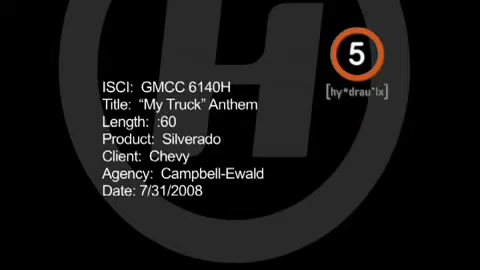 5
[hy*drau*lx]
ISCI:  GMCC 6140H
Title:  “My Truck” Anthem
Length:  :60
Product:  Silverado
Client:  Chevy
Agency:  Campbell-Ewald
Date: 7/31/2008